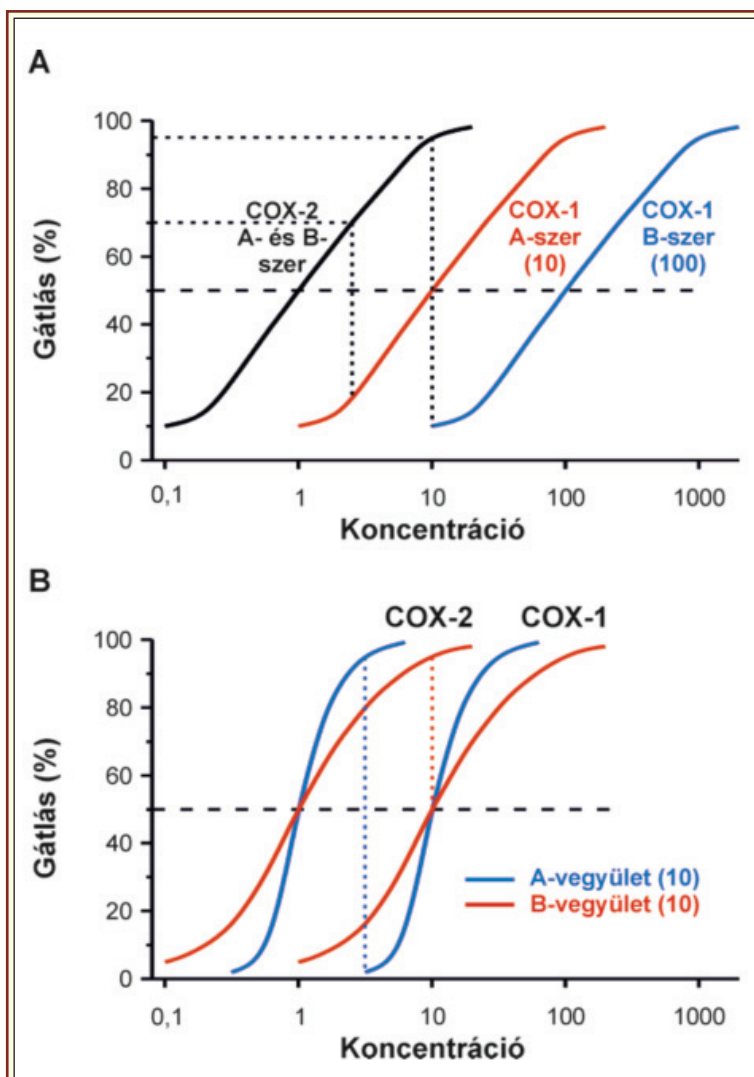 A
Gátlás (%)
100
80
60
40
20
0
COX-2
A- és B-
szer
COX-1
A-szer
(10)
COX-1
B-szer
(100)
0,1
1
10
100
1000
Koncentráció
B
COX-2
COX-1
Gátlás (%)
100
80
60
40
20
0
A-vegyület (10)
B-vegyület (10)
0,1
1
10
100
1000
Koncentráció